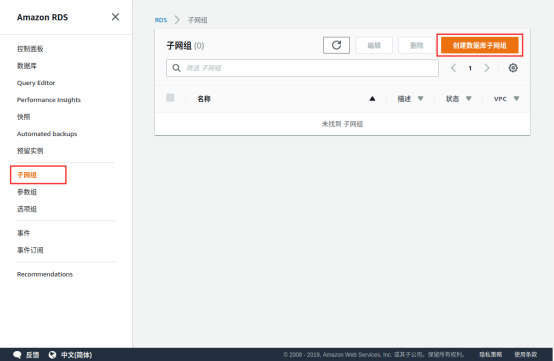 Amazon RDS
控制面板
数据库
Query Editor
Performance Insights
快照
Automated backups
预留实例
子网组
参数组
选项组
事件
事件订阅
Recommendations
RDS > 子网组
子网组 (0)
编辑
删除
创建数据库子网组
筛选 子网组
1
名称 描述 状态 VPC
未找到 子网组
反馈 中文(简体)
© 2008 - 2019, Amazon Web Services, Inc. 或其子公司。保留所有权利。 隐私策略 使用条款